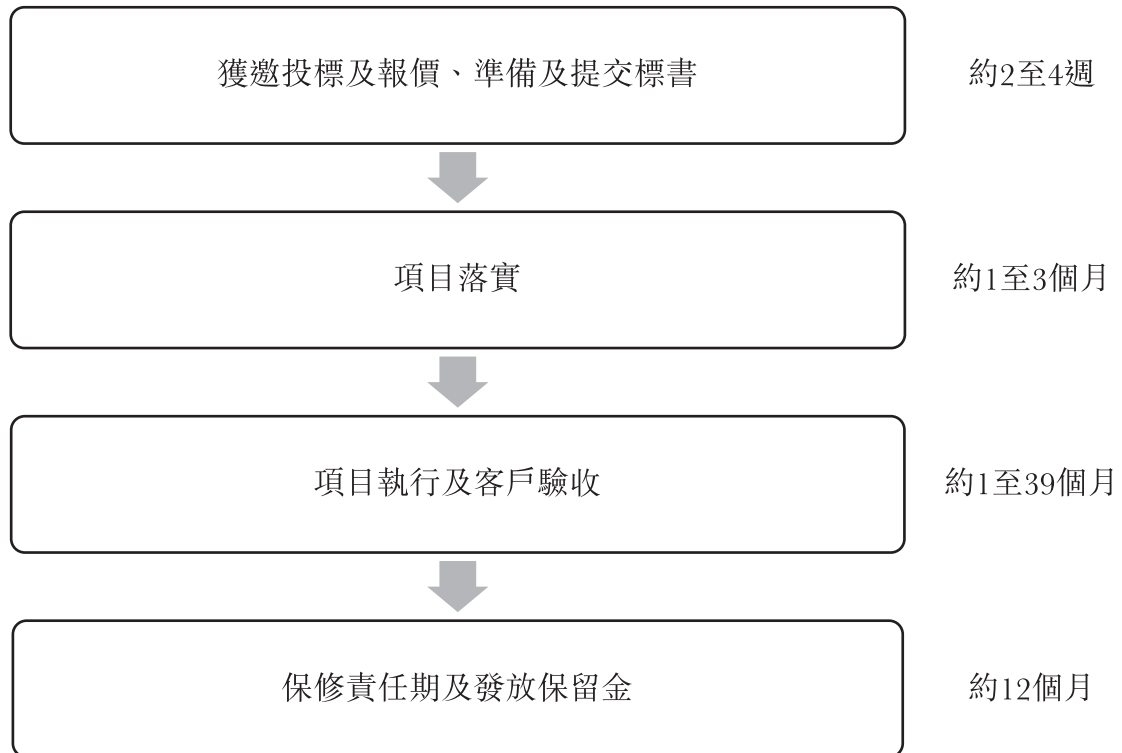 獲邀投標及報價、準備及提交標書
約2至4週
項目落實
約1至3個月
項目執行及客戶驗收
約1至39個月
保修責任期及發放保留金
約12個月